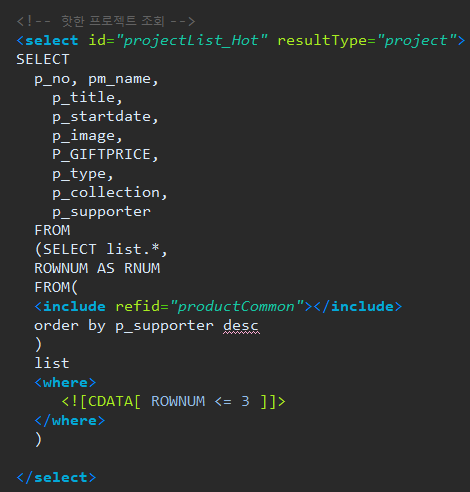 <!-- 핫한 프로젝트 조회 -->
<select id="projectList_Hot" resultType="project">
SELECT
p_no, pm_name,
p_title,
p_startdate,
p_image,
P_GIFTPRICE,
p_type,
p_collection,
p_supporter
FROM
(SELECT list.*,
ROWNUM AS RNUM
FROM(
<include refid="productCommon"></include>
order by p_supporter desc
)
list
<where>
<![CDATA[ ROWNUM <= 3 ]]>
</where>
)
</select>